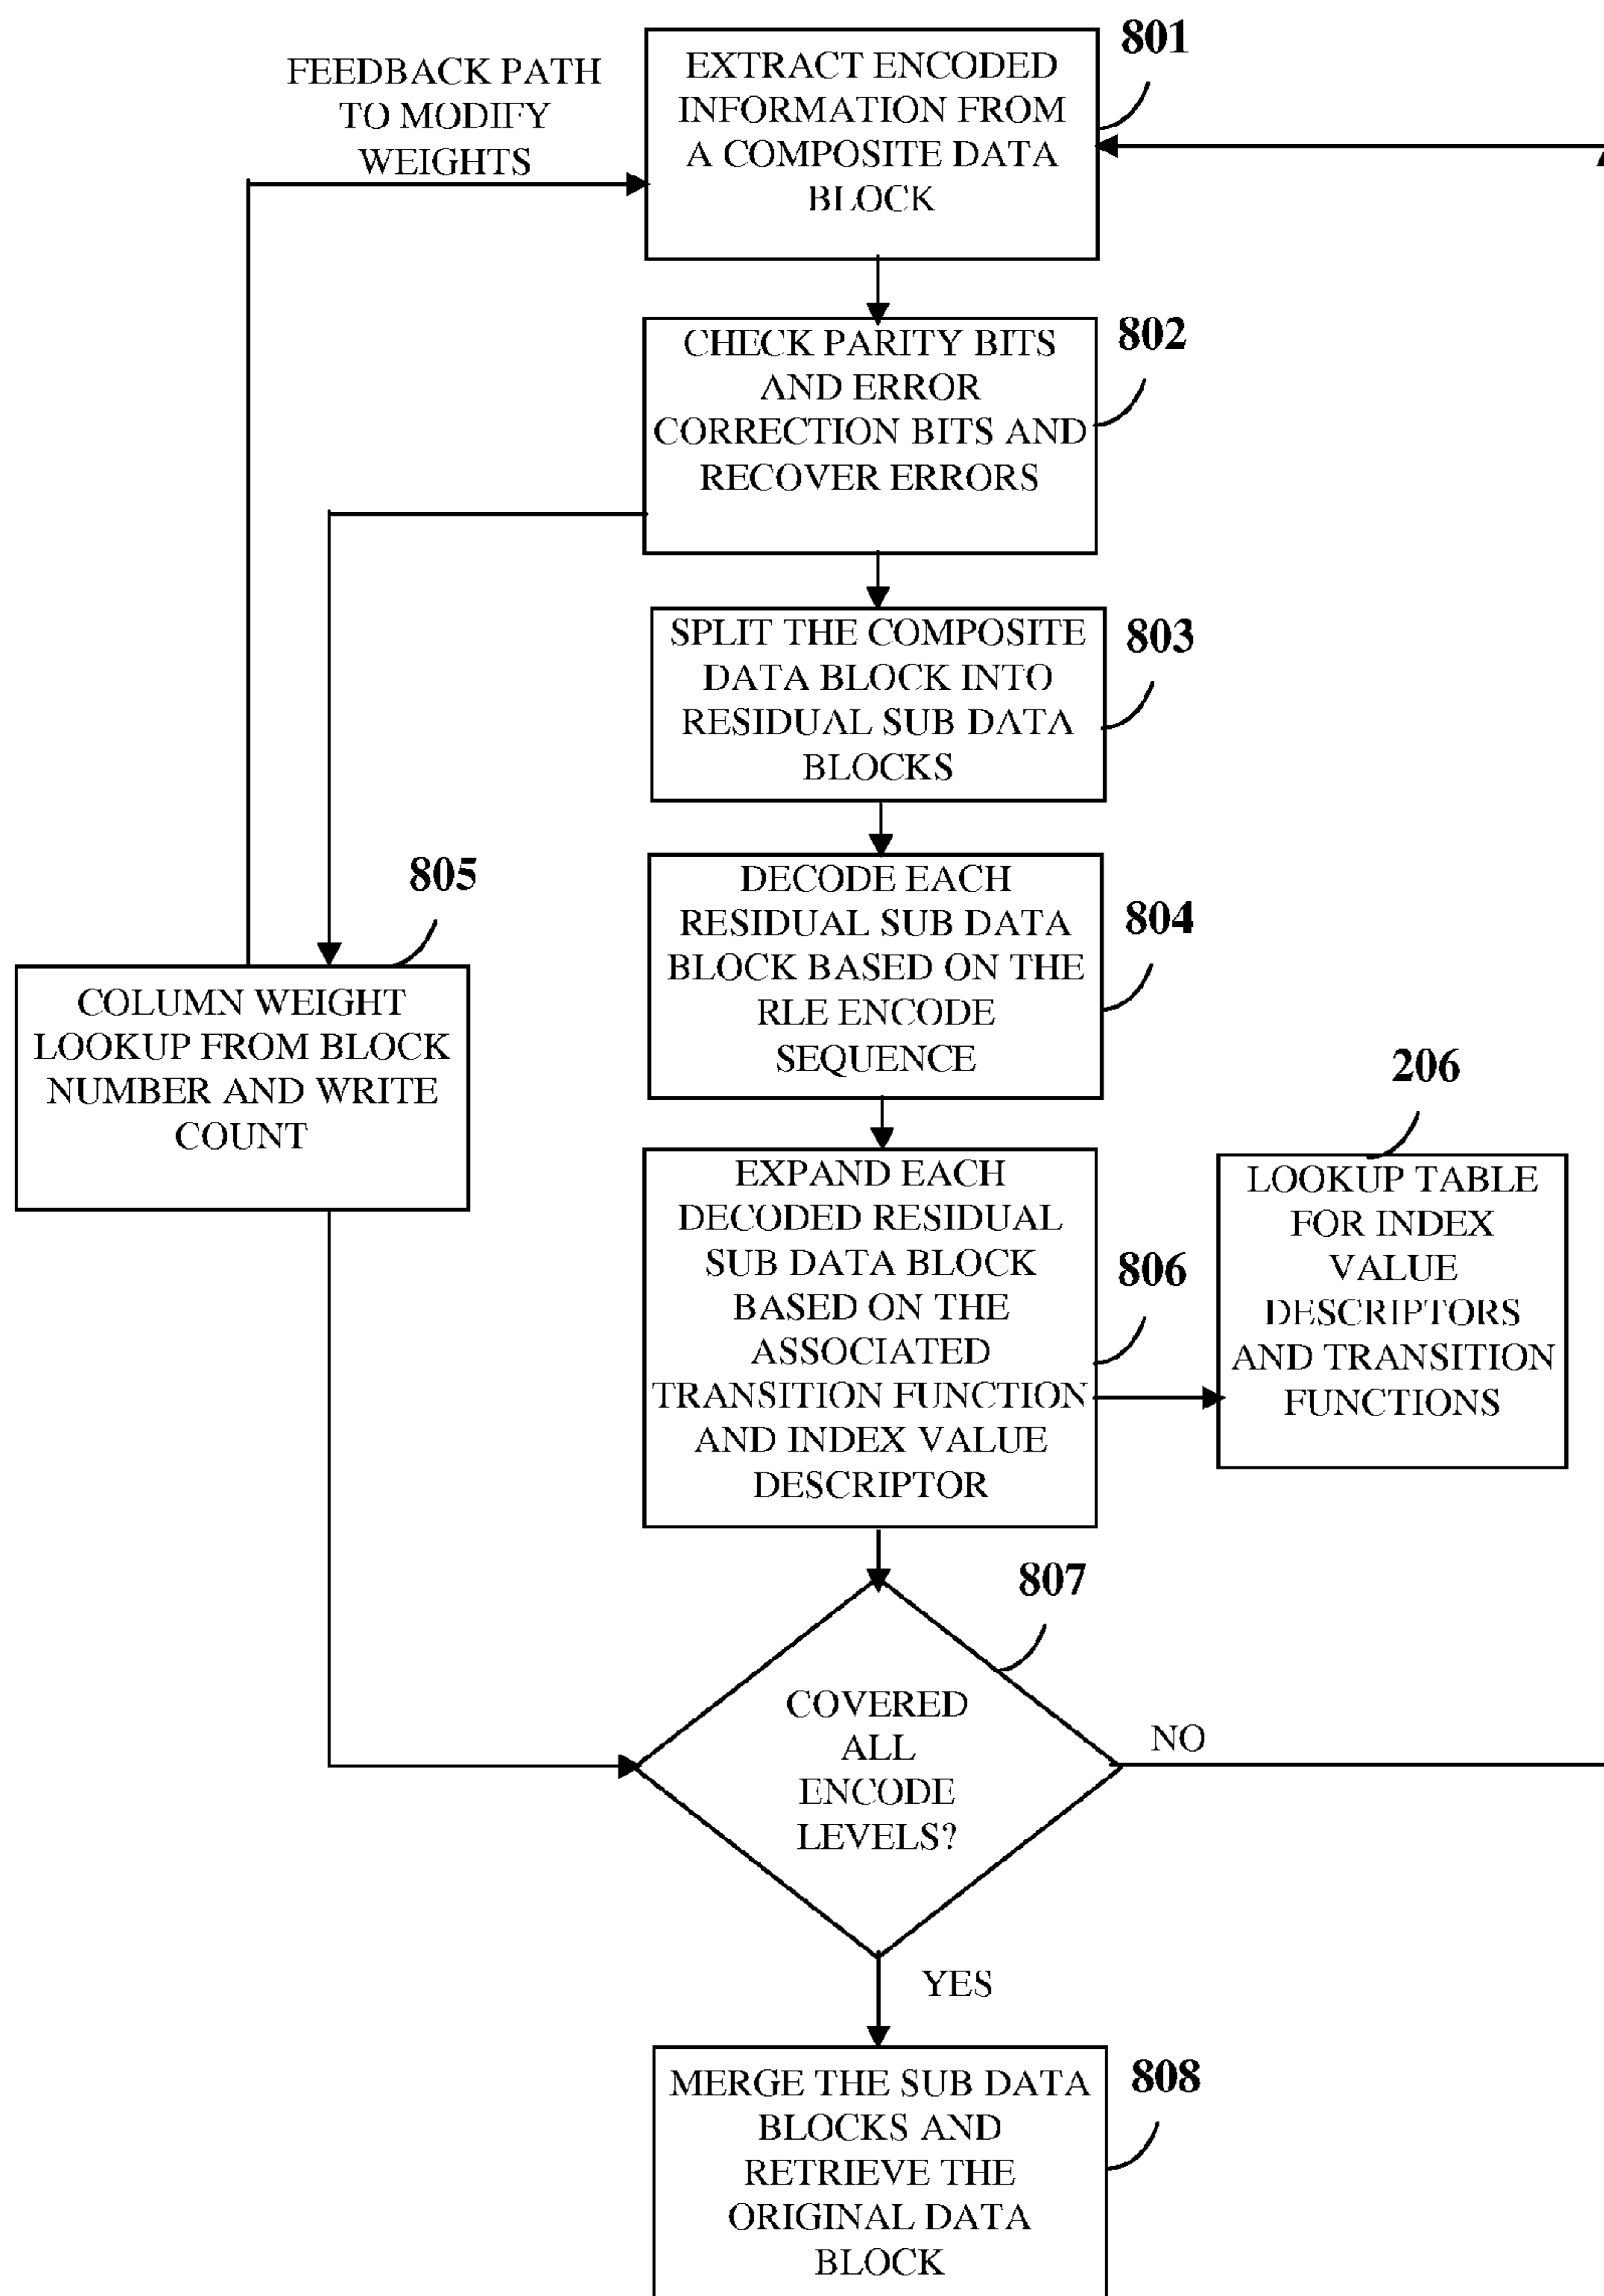 801
FEEDBACK PATH
TO MODIFY
WEIGHTS
EXTRACT ENCODED
INFORMATION FROM
A COMPOSITE DATA
BLOCK
802
CHECK PARITY BITS
AND ERROR
CORRECTION BITS AND
RECOVER ERRORS
803
SPLIT THE COMPOSITE
DATA BLOCK INTO
RESIDUAL SUB DATA
BLOCKS
804
DECODE EACH
RESIDUAL SUB DATA
BLOCK BASED ON THE
RLE ENCODE
SEQUENCE
805
COLUMN WEIGHT
LOOKUP FROM BLOCK
NUMBER AND WRITE
COUNT
806
EXPAND EACH
DECODED RESIDUAL
SUB DATA BLOCK
BASED ON THE
ASSOCIATED
TRANSITION FUNCTION
AND INDEX VALUE
DESCRIPTOR
206
LOOKUP TABLE
FOR INDEX
VALUE
DESCRIPTORS
AND TRANSITION
FUNCTIONS
807
COVERED
ALL
ENCODE
LEVELS?
NO
YES
808
MERGE THE SUB DATA
BLOCKS AND
RETRIEVE THE
ORIGINAL DATA
BLOCK